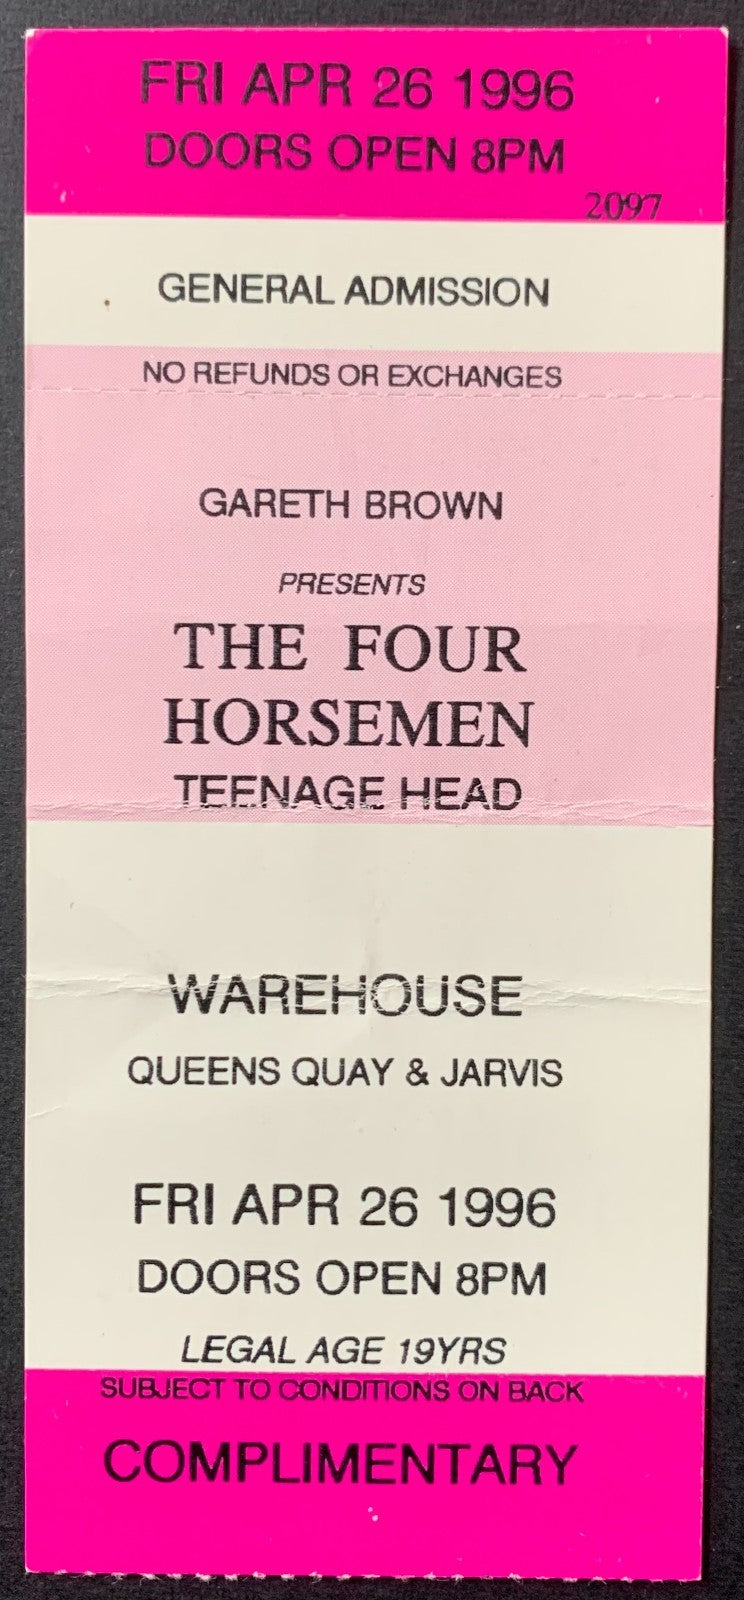 FRI APR 26 1996
DOORS OPEN 8PM
2097
GENERAL ADMISSION
NO REFUNDS OR EXCHANGES
GARETH BROWN
PRESENTS
THE FOUR
HORSEMEN
TEENAGE HEAD
WAREHOUSE
QUEENS QUAY & JARVIS
FRI APR 26 1996
DOORS OPEN 8PM
LEGAL AGE 19YRS
SUBJECT TO CONDITIONS ON BACK
COMPLIMENTARY